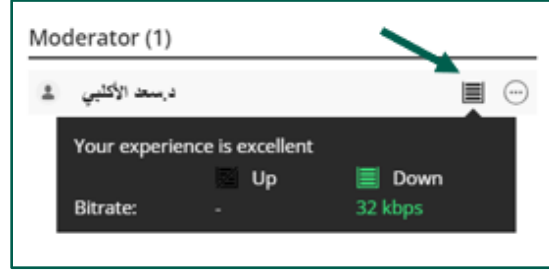 Moderator (1)
د.سعد الأكلبي
Your experience is excellent
Up Down
Bitrate: - 32 kbps